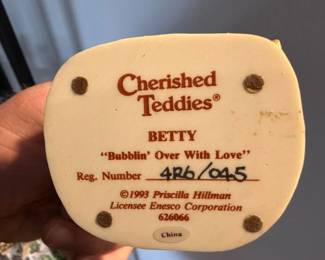 Cherished
Teddies®
BETTY
"Bubblin' Over With Love"
Reg. Number 4R6/045
©1993 Priscilla Hillman
Licensee Enesco Corporation
626066
China